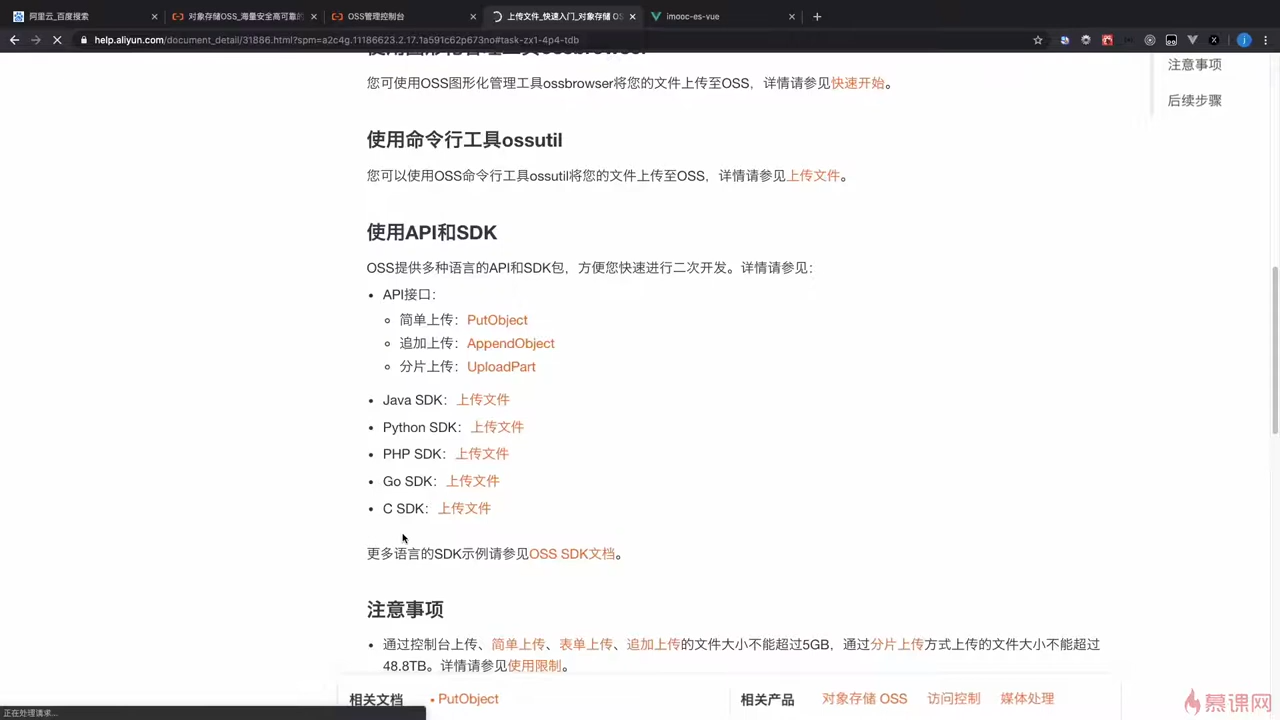 阿里云_百度搜索
对象存储OSS_海量安全高可靠的
OSS管理控制台
上传文件_快速入门_对象存储 OS
imooc-es-vue
help.aliyun.com/document_detail/31886.html?spm=a2c4g.11186623.2.17.1a591c62p673no#task-zx1-4p4-tdb
使用图形化管理工具ossbrowser
您可使用OSS图形化管理工具ossbrowser将您的文件上传至OSS，详情请参见快速开始。
注意事项
后续步骤
使用命令行工具ossutil
您可以使用OSS命令行工具ossutil将您的文件上传至OSS，详情请参见上传文件。
使用API和SDK
OSS提供多种语言的API和SDK包，方便您快速进行二次开发。详情请参见：
• API接口：
◦ 简单上传：PutObject
◦ 追加上传：AppendObject
◦ 分片上传：UploadPart
• Java SDK：上传文件
• Python SDK：上传文件
• PHP SDK：上传文件
• Go SDK：上传文件
• C SDK：上传文件
更多语言的SDK示例请参见OSS SDK文档。
注意事项
• 通过控制台上传、简单上传、表单上传、追加上传的文件大小不能超过5GB，通过分片上传方式上传的文件大小不能超过
48.8TB。详情请参见使用限制。
相关文档
• PutObject
相关产品
对象存储 OSS
访问控制
媒体处理
正在处理请求...
慕课网